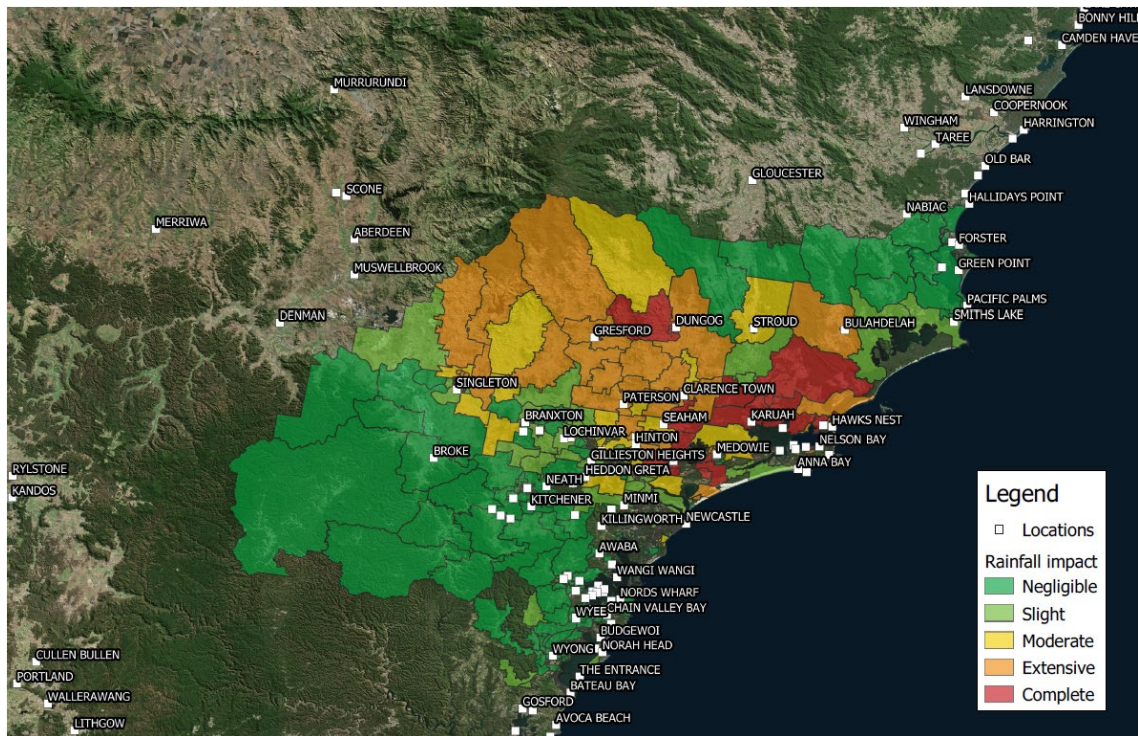 BONNY HILL
CAMDEN HAVE
MURRURUNDI
LANSDOWNE
COOPERNOOK
WINGHAM
HARRINGTON
TAREE
OLD BAR
GLOUCESTER
SCONE
HALLIDAYS POINT
NABIAC
MERRIWA
ABERDEEN
FORSTER
MUSWELLBROOK
GREEN POINT
PACIFIC PALMS
DENMAN
SMITHS LAKE
DUNGOG
STROUD
BULAHDELAH
GRESFORD
SINGLETON
CLARENCE TOWN
PATERSON
BRANXTON
SEAHAM
KARUAH
HAWKS NEST
LOCHINVAR
HINTON
NELSON BAY
BROKE
GILLIESTON HEIGHTS
MEDOWIE
ANNA BAY
RYLSTONE
HEDDON GRETA
NEATH
KANDOS
KITCHENER
MINMI
KILLINGWORTH
NEWCASTLE
AWABA
WANGI WANGI
NORDS WHARF
WYEE
CHAIN VALLEY BAY
BUDGEWOI
NORAH HEAD
WYONG
CULLEN BULLEN
THE ENTRANCE
PORTLAND
BATEAU BAY
WALLERAWANG
GOSFORD
LITHGOW
AVOCA BEACH
Legend
Locations
Rainfall impact
Negligible
Slight
Moderate
Extensive
Complete